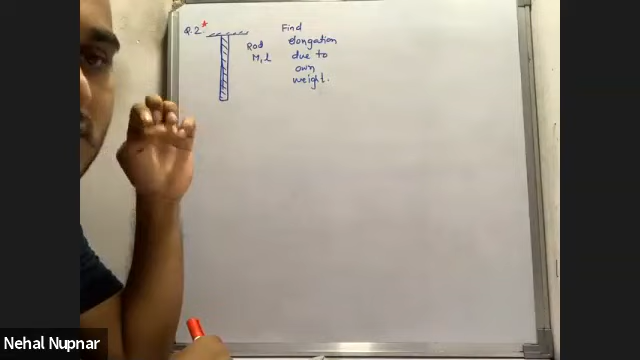 Q.2.*
Find
elongation
due to
own
weight.
Rod
M, l
Nehal Nupnar